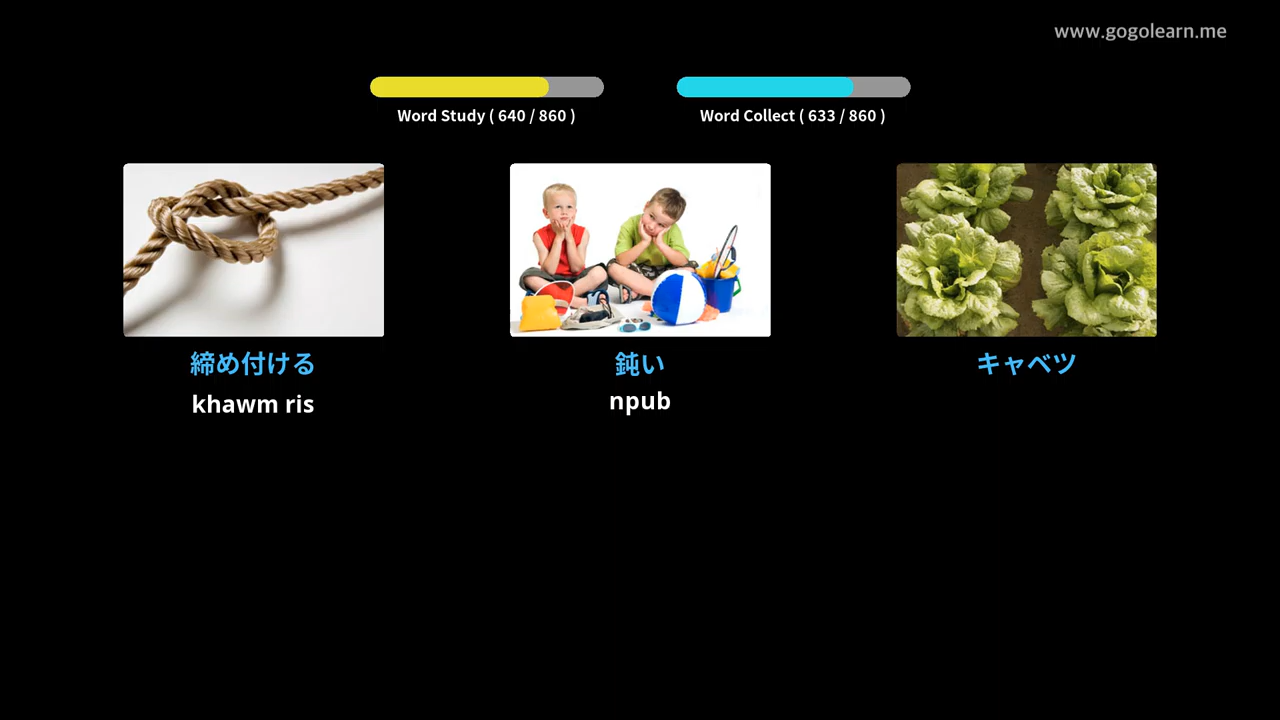 www.gogolearn.me
Word Study ( 640 / 860 )
Word Collect ( 633 / 860 )
締め付ける
khawm ris
鈍い
npub
キャベツ